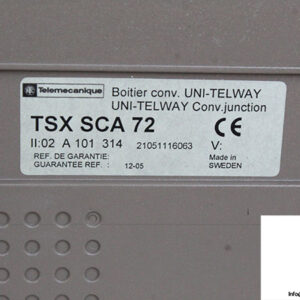 Telemecanique
Boitier conv. UNI-TELWAY
UNI-TELWAY Conv.junction
TSX SCA 72
CE
II:02 A 101 314 21051116063 V:
REF. DE GARANTIE:
GUARANTEE REF. : 12-05
Made in
SWEDEN